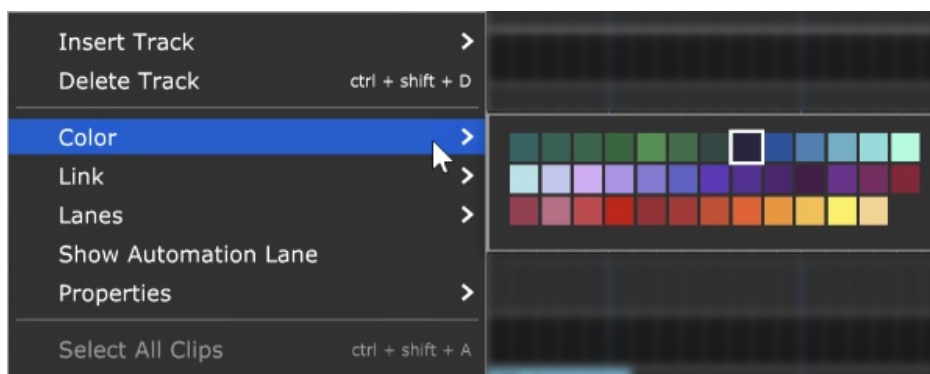 Insert Track >
Delete Track ctrl + shift + D
Color >
Link >
Lanes >
Show Automation Lane
Properties >
Select All Clips ctrl + shift + A